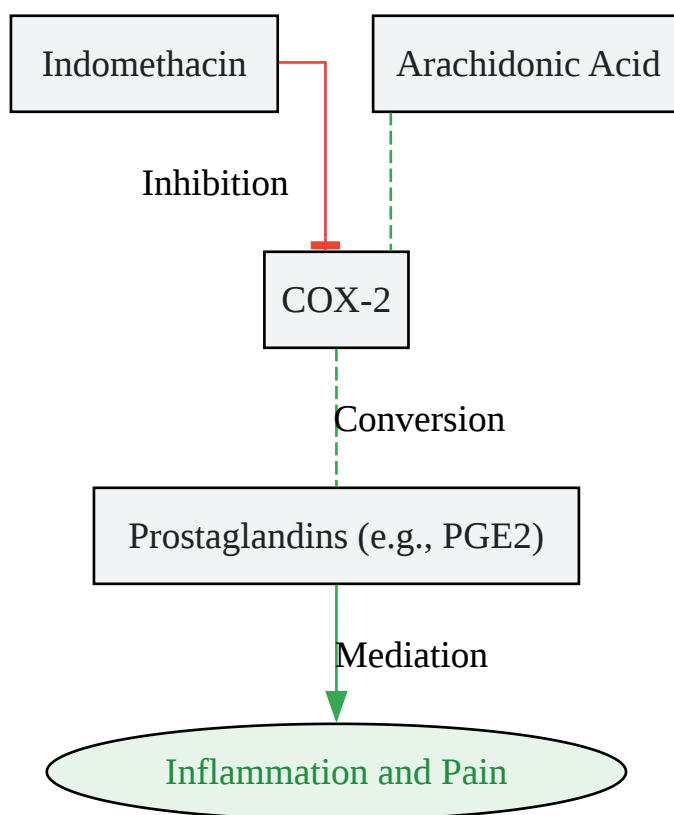 Indomethacin
Arachidonic Acid
Inhibition
COX-2
Conversion
Prostaglandins (e.g., PGE2)
Mediation
Inflammation and Pain